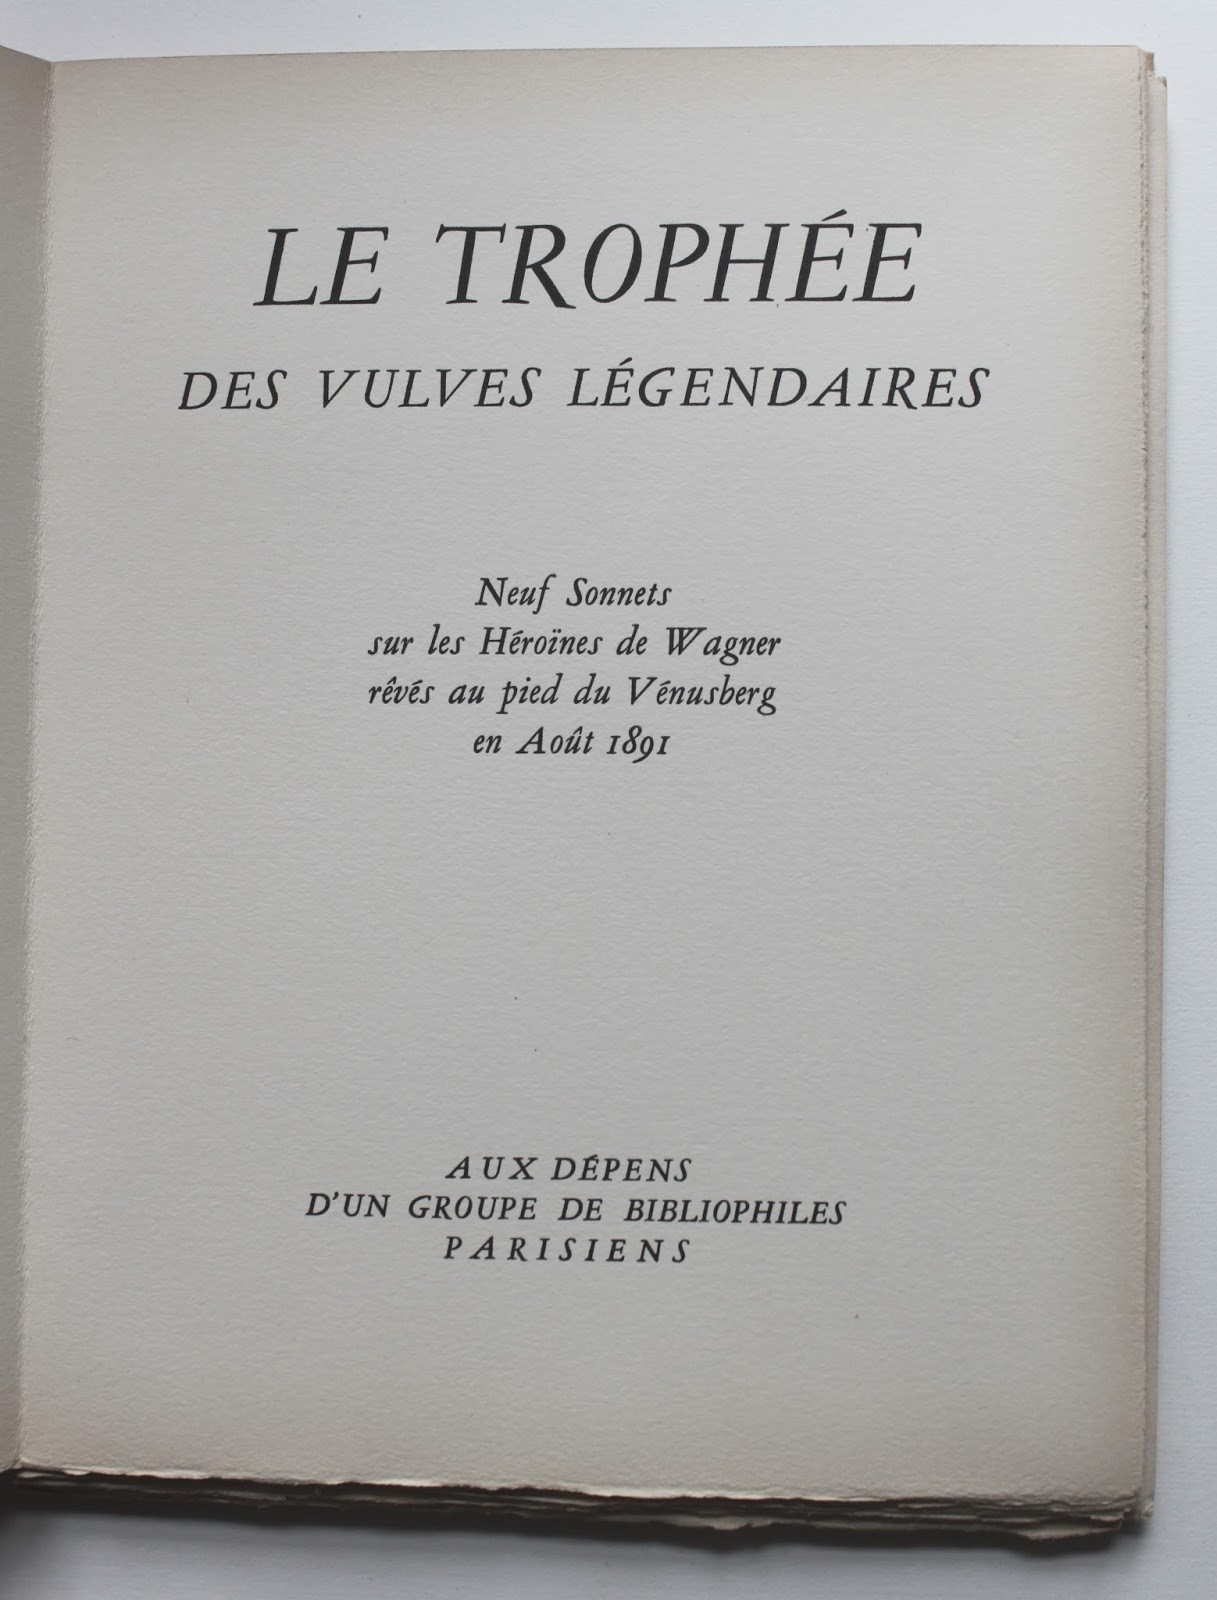 LE TROPHÉE
DES VULVES LÉGENDAIRES
Neuf Sonnets
sur les Héroïnes de Wagner
rêvés au pied du Vénusberg
en Août 1891
AUX DÉPENS
D'UN GROUPE DE BIBLIOPHILES
PARISIENS